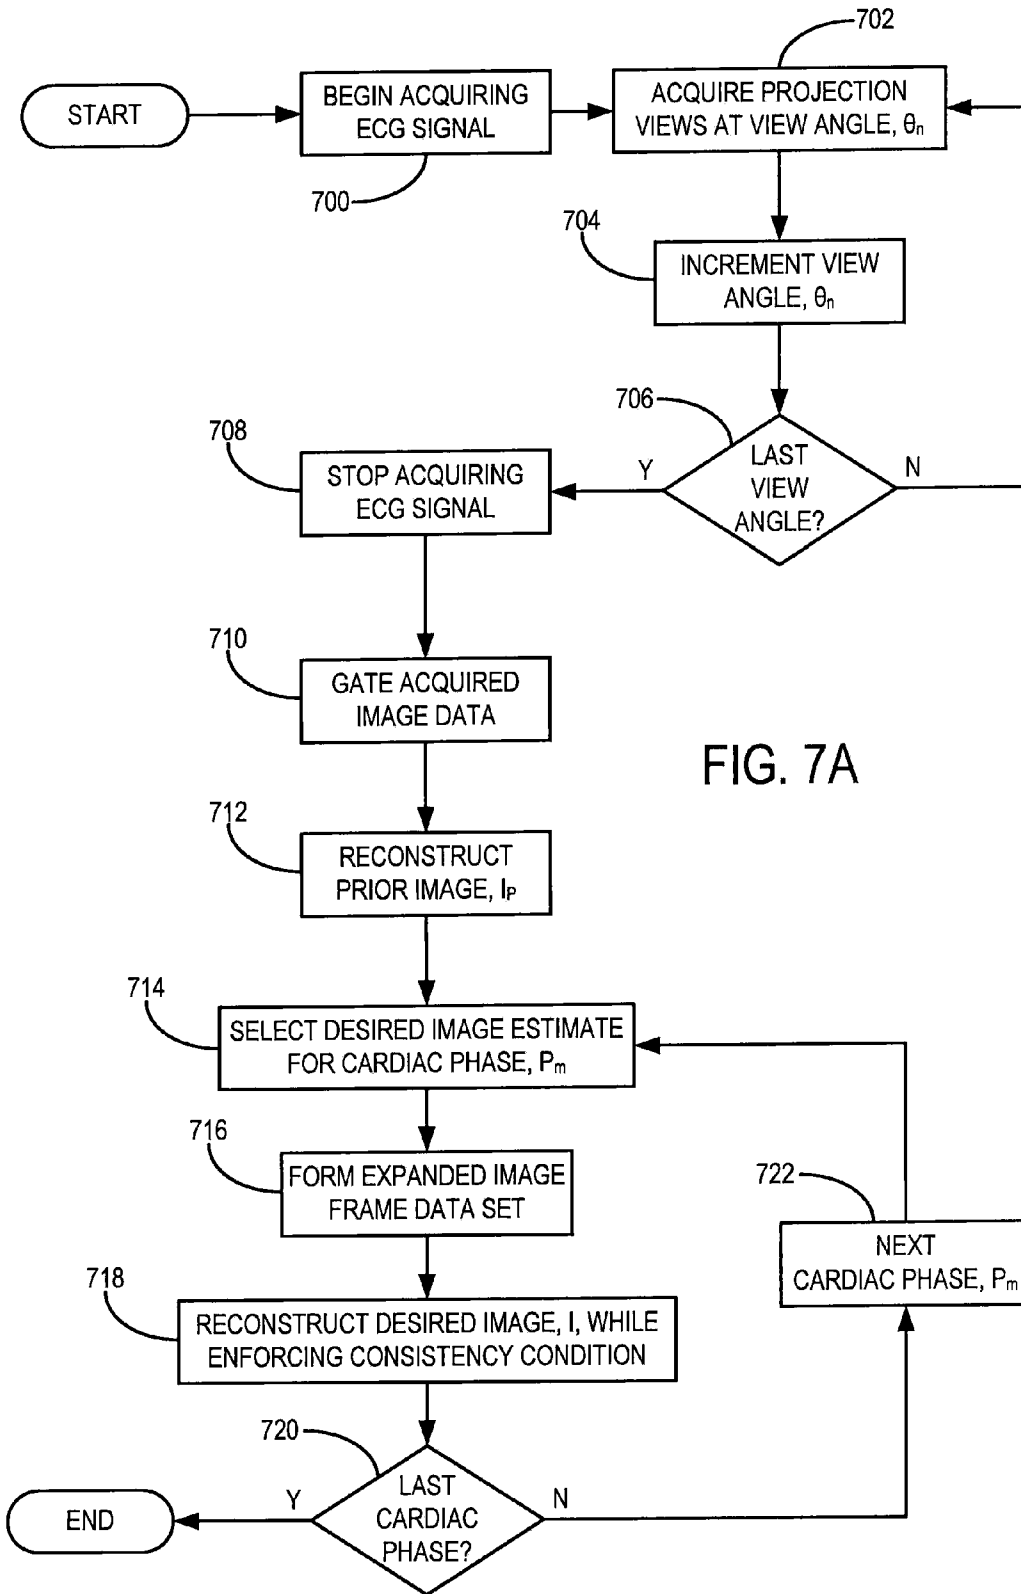 702
START
BEGIN ACQUIRING
ECG SIGNAL
ACQUIRE PROJECTION
VIEWS AT VIEW ANGLE, θn
700
704
INCREMENT VIEW
ANGLE, θn
706
708
STOP ACQUIRING
ECG SIGNAL
Y
LAST
VIEW
ANGLE?
N
710
GATE ACQUIRED
IMAGE DATA
FIG. 7A
712
RECONSTRUCT
PRIOR IMAGE, IP
714
SELECT DESIRED IMAGE ESTIMATE
FOR CARDIAC PHASE, Pm
716
FORM EXPANDED IMAGE
FRAME DATA SET
722
NEXT
CARDIAC PHASE, Pm
718
RECONSTRUCT DESIRED IMAGE, I, WHILE
ENFORCING CONSISTENCY CONDITION
720
LAST
CARDIAC
PHASE?
Y
N
END